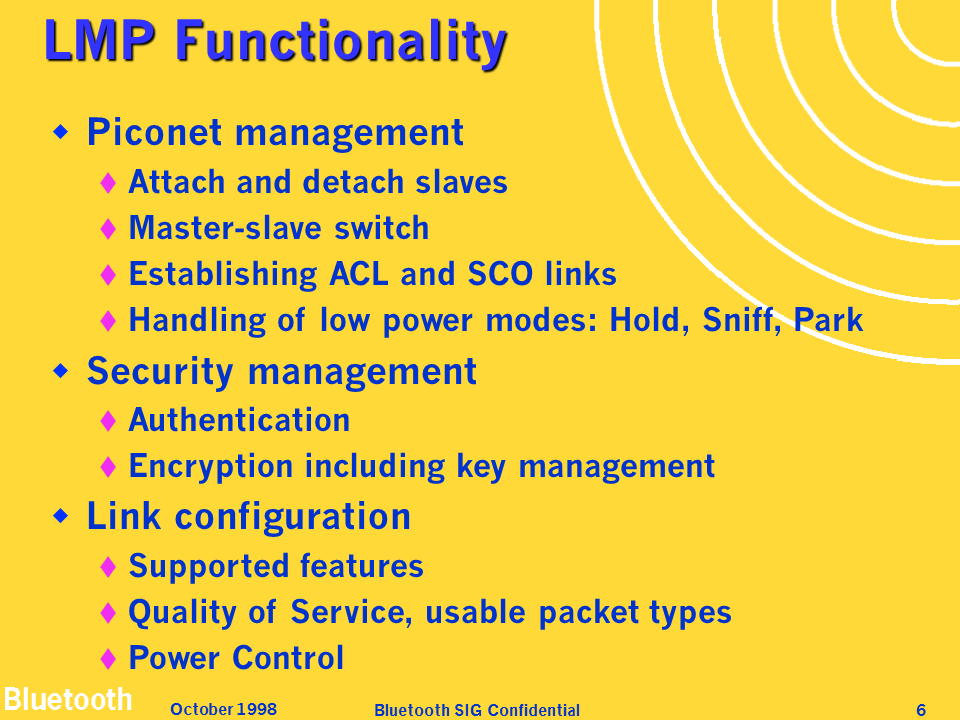 LMP Functionality
Piconet management
Attach and detach slaves
Master-slave switch
Establishing ACL and SCO links
Handling of low power modes: Hold, Sniff, Park
Security management
Authentication
Encryption including key management
Link configuration
Supported features
Quality of Service, usable packet types
Power Control
Bluetooth
October 1998
Bluetooth SIG Confidential
6